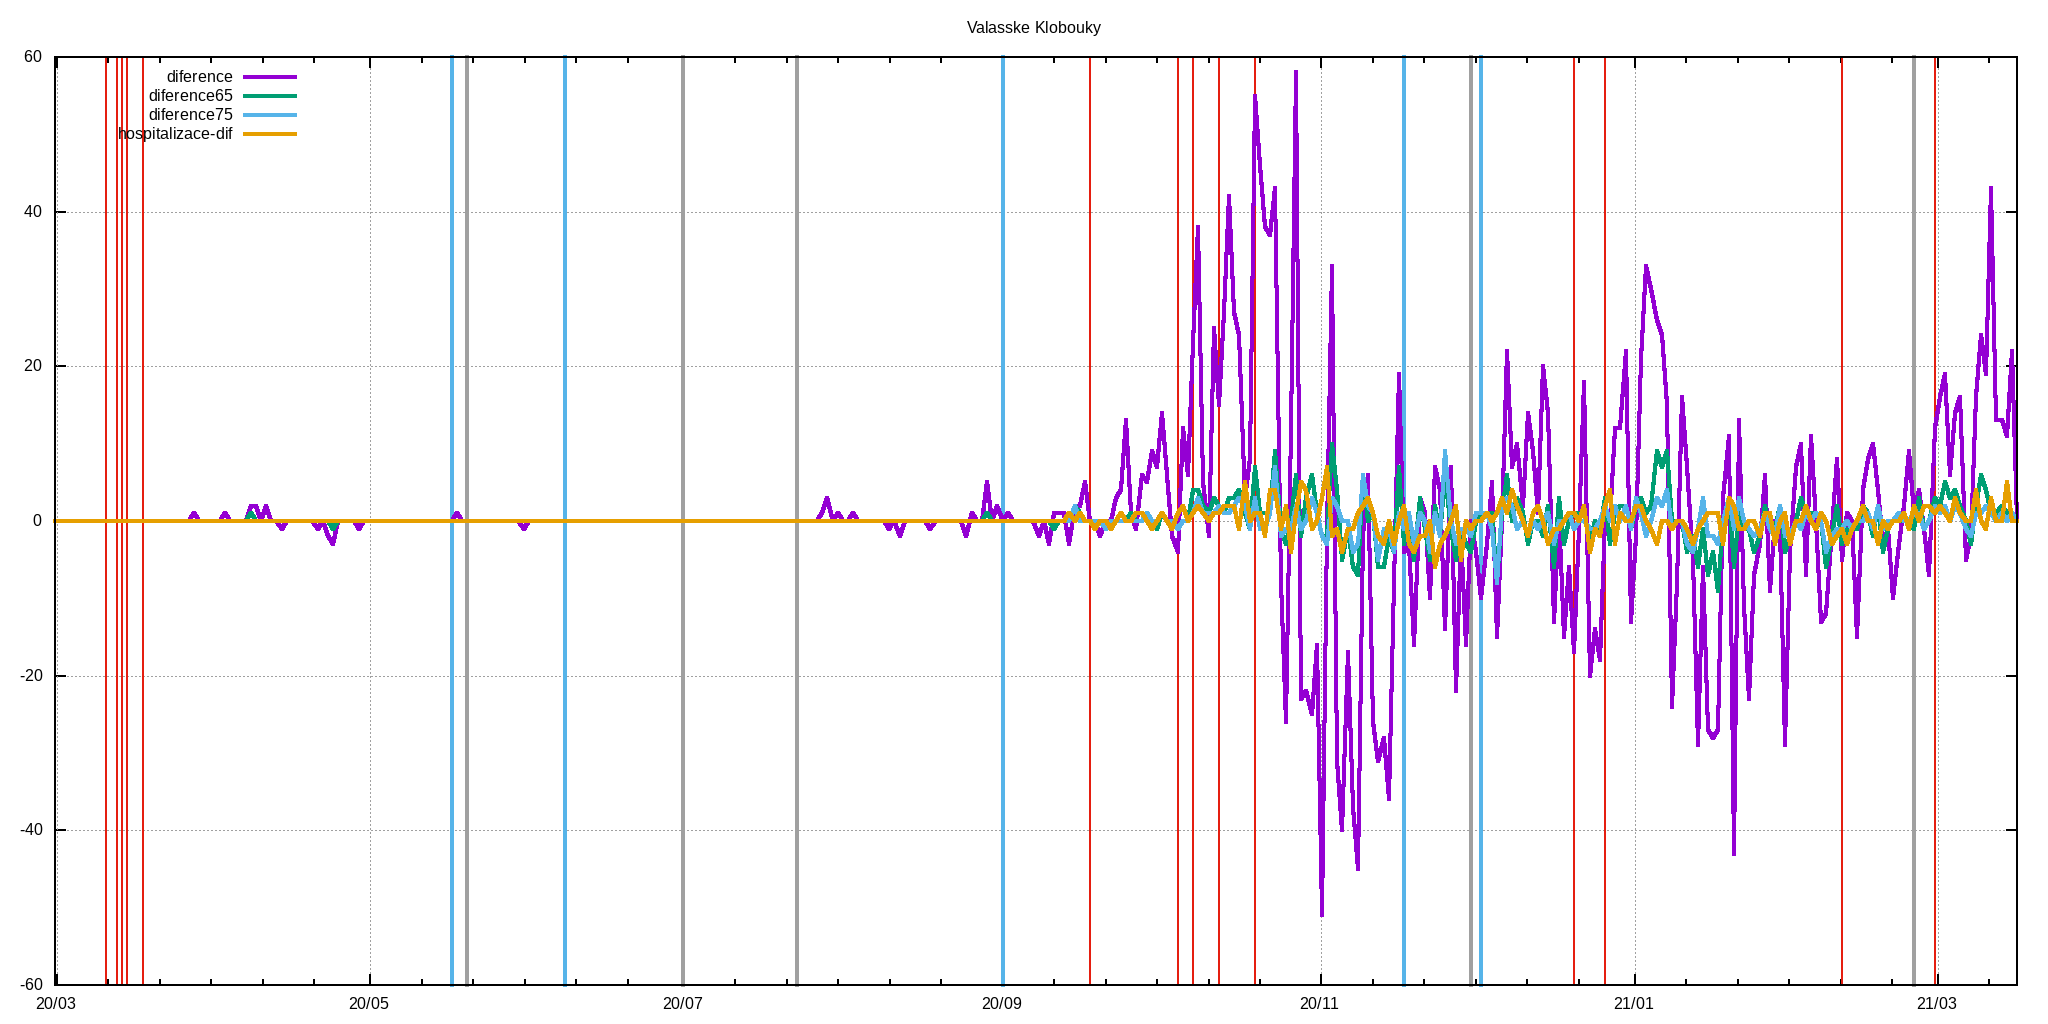 Valasske Klobouky
60
diference
diference65
diference75
hospitalizace-dif
40
20
0
-20
-40
-60
20/03 20/05 20/07 20/09 20/11 21/01 21/03